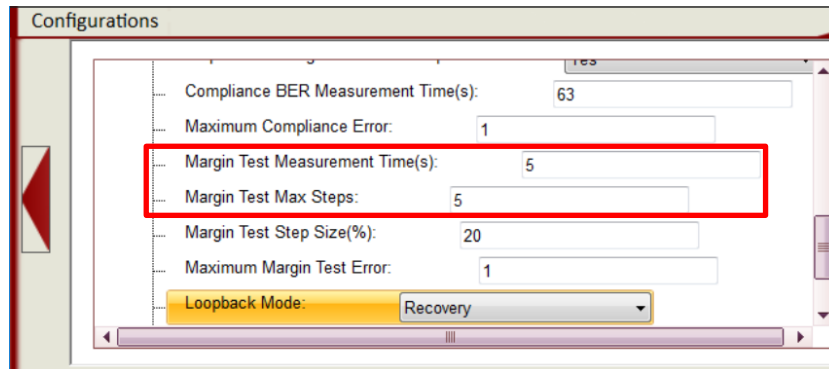 Configurations
Yes
Compliance BER Measurement Time(s): 63
Maximum Compliance Error: 1
Margin Test Measurement Time(s): 5
Margin Test Max Steps: 5
Margin Test Step Size(%): 20
Maximum Margin Test Error: 1
Loopback Mode: Recovery